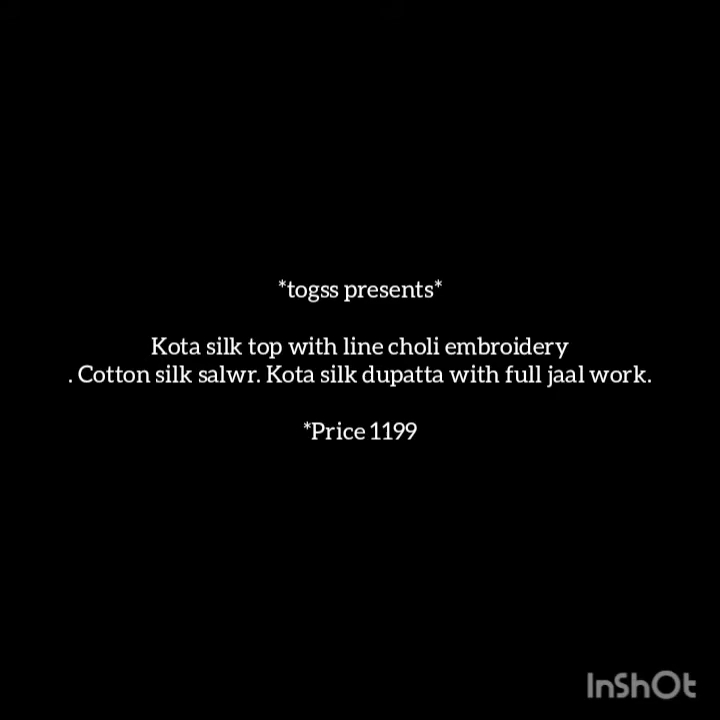 *togss presents*
Kota silk top with line choli embroidery
. Cotton silk salwr. Kota silk dupatta with full jaal work.
*Price 1199
InShOt